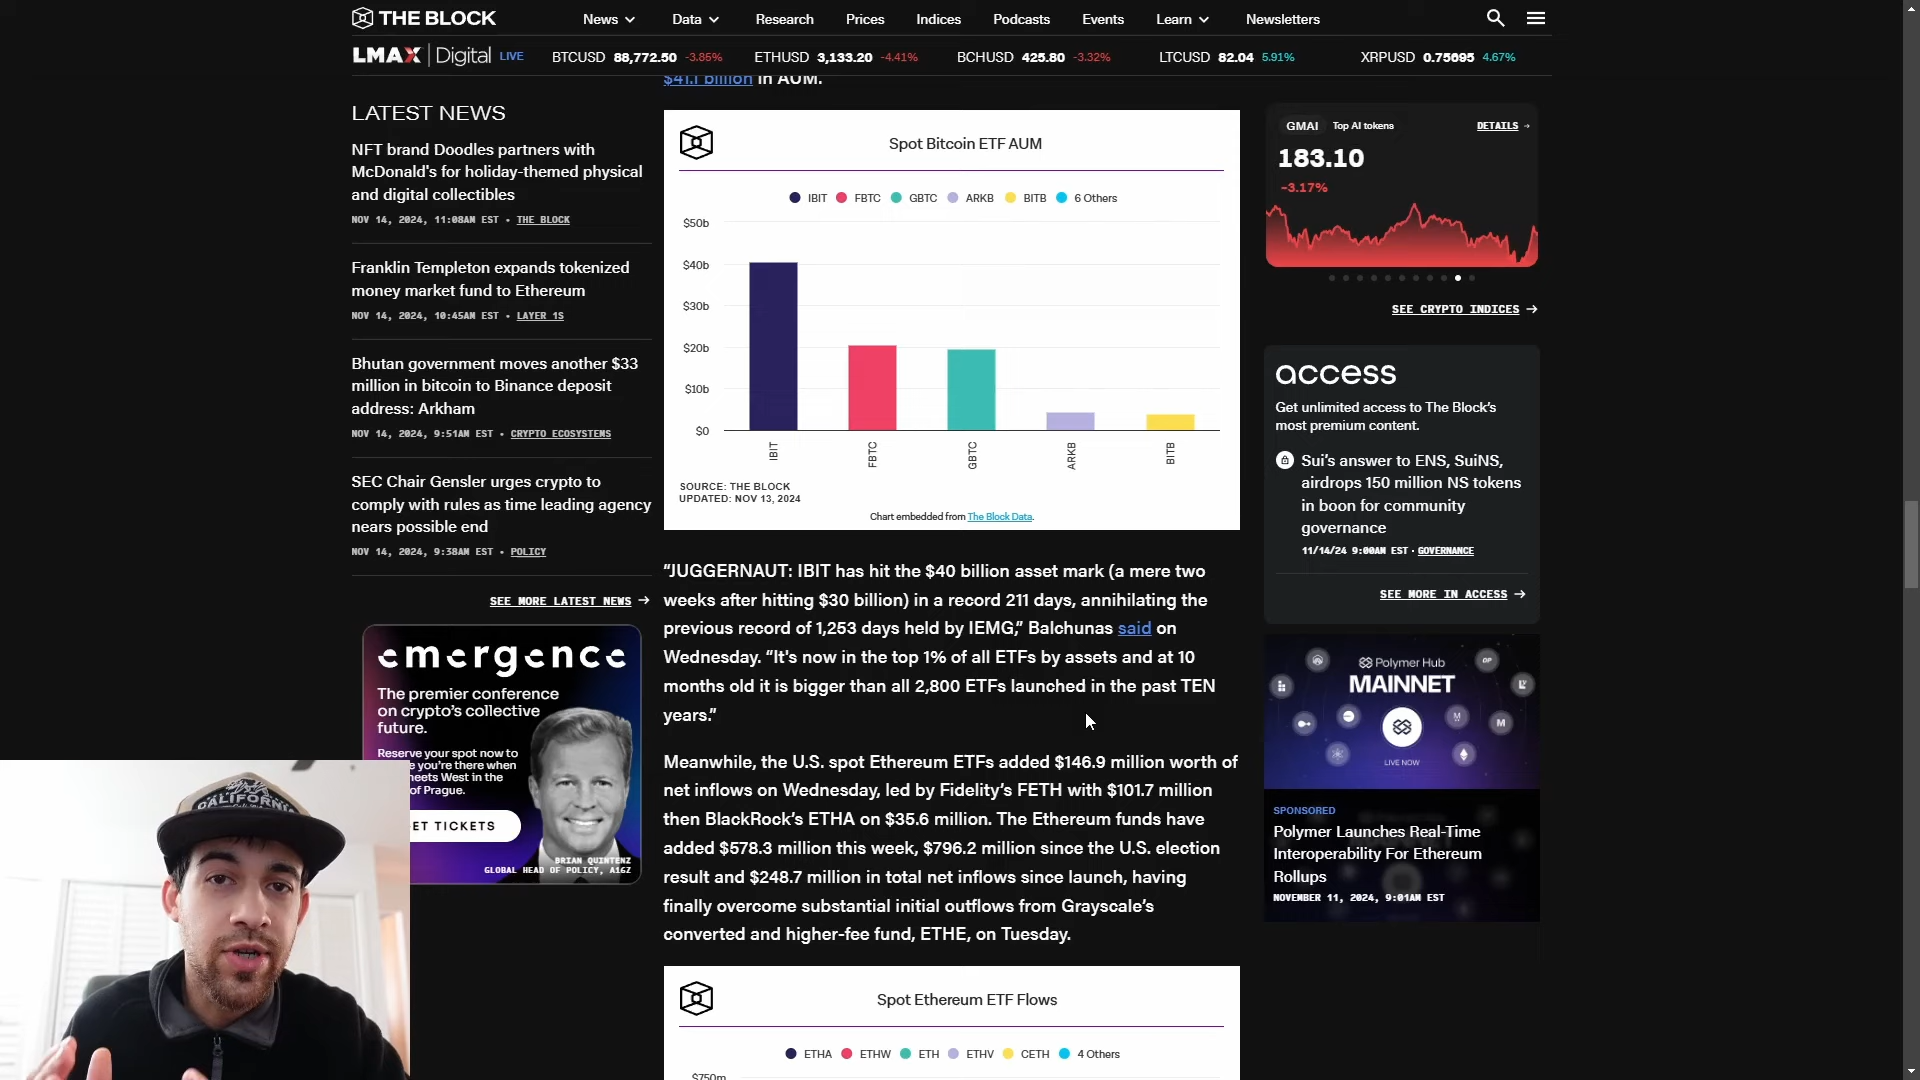 THE BLOCK
News
Data
Research
Prices
Indices
Podcasts
Events
Learn
Newsletters
LMAX Digital LIVE
BTCUSD 88,772.50 -3.85%
ETHUSD 3,133.20 -4.41%
BCHUSD 425.80 -3.32%
LTCUSD 82.04 5.91%
XRPUSD 0.75695 4.67%
LATEST NEWS
NFT brand Doodles partners with
McDonald's for holiday-themed physical
and digital collectibles
NOV 14, 2024, 11:08AM EST • THE BLOCK
Franklin Templeton expands tokenized
money market fund to Ethereum
NOV 14, 2024, 10:45AM EST • LAYER 1S
Bhutan government moves another $33
million in bitcoin to Binance deposit
address: Arkham
NOV 14, 2024, 9:51AM EST • CRYPTO ECOSYSTEMS
SEC Chair Gensler urges crypto to
comply with rules as time leading agency
nears possible end
NOV 14, 2024, 9:38AM EST • POLICY
SEE MORE LATEST NEWS →
emergence
The premier conference
on crypto's collective
future.
Reserve your spot now to
e you're there when
meets West in the
of Prague.
ET TICKETS
BRIAN QUINTENZ
GLOBAL HEAD OF POLICY, A16Z
CALIFORNIA
$41.1 billion in AUM.
Spot Bitcoin ETF AUM
IBIT FBTC GBTC ARKB BITB 6 Others
$50b
$40b
$30b
$20b
$10b
$0
IBIT
FBTC
GBTC
ARKB
BITB
SOURCE: THE BLOCK
UPDATED: NOV 13, 2024
Chart embedded from The Block Data.
“JUGGERNAUT: IBIT has hit the $40 billion asset mark (a mere two
weeks after hitting $30 billion) in a record 211 days, annihilating the
previous record of 1,253 days held by IEMG,” Balchunas said on
Wednesday. “It's now in the top 1% of all ETFs by assets and at 10
months old it is bigger than all 2,800 ETFs launched in the past TEN
years.”
Meanwhile, the U.S. spot Ethereum ETFs added $146.9 million worth of
net inflows on Wednesday, led by Fidelity’s FETH with $101.7 million
then BlackRock’s ETHA on $35.6 million. The Ethereum funds have
added $578.3 million this week, $796.2 million since the U.S. election
result and $248.7 million in total net inflows since launch, having
finally overcome substantial initial outflows from Grayscale’s
converted and higher-fee fund, ETHE, on Tuesday.
Spot Ethereum ETF Flows
ETHA ETHW ETH ETHV CETH 4 Others
$750m
GMAI Top AI tokens DETAILS →
183.10
-3.17%
SEE CRYPTO INDICES →
access
Get unlimited access to The Block’s
most premium content.
Sui’s answer to ENS, SuiNS,
airdrops 150 million NS tokens
in boon for community
governance
11/14/24 9:00AM EST • GOVERNANCE
SEE MORE IN ACCESS →
Polymer Hub
MAINNET
LIVE NOW
SPONSORED
Polymer Launches Real-Time
Interoperability For Ethereum
Rollups
NOVEMBER 11, 2024, 9:01AM EST